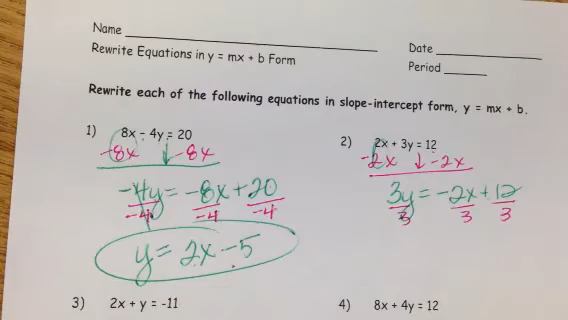 Name
Date
Rewrite Equations in y = mx + b Form
Period
Rewrite each of the following equations in slope-intercept form, y = mx + b.
1) 8x - 4y = 20
-8x ↓ -8x
-4y = -8x + 20
-4 -4 -4
y = 2x - 5
2) 2x + 3y = 12
-2x ↓ -2x
3y = -2x + 12
3 3 3
3) 2x + y = -11
4) 8x + 4y = 12